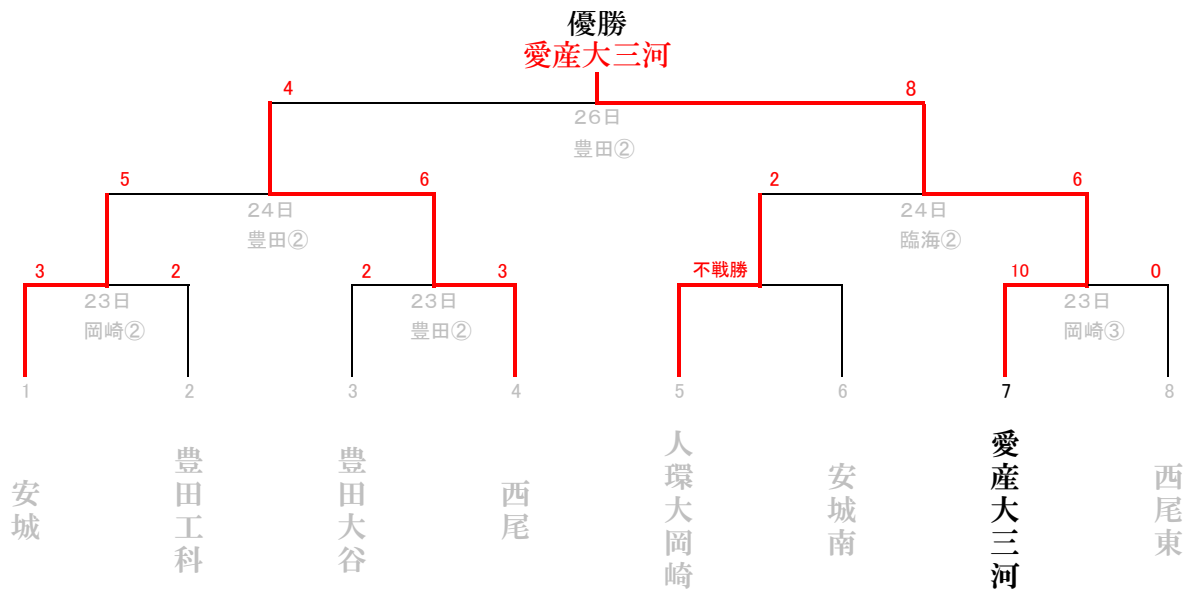 優勝
愛産大三河
4
8
26日
豊田②
5
6
2
6
24日
豊田②
24日
臨海②
3
2
2
3
不戦勝
10
0
23日
岡崎②
23日
豊田②
23日
岡崎③
1
2
3
4
5
6
7
8
安城
豊田工科
豊田大谷
西尾
人環大岡崎
安城南
愛産大三河
西尾東